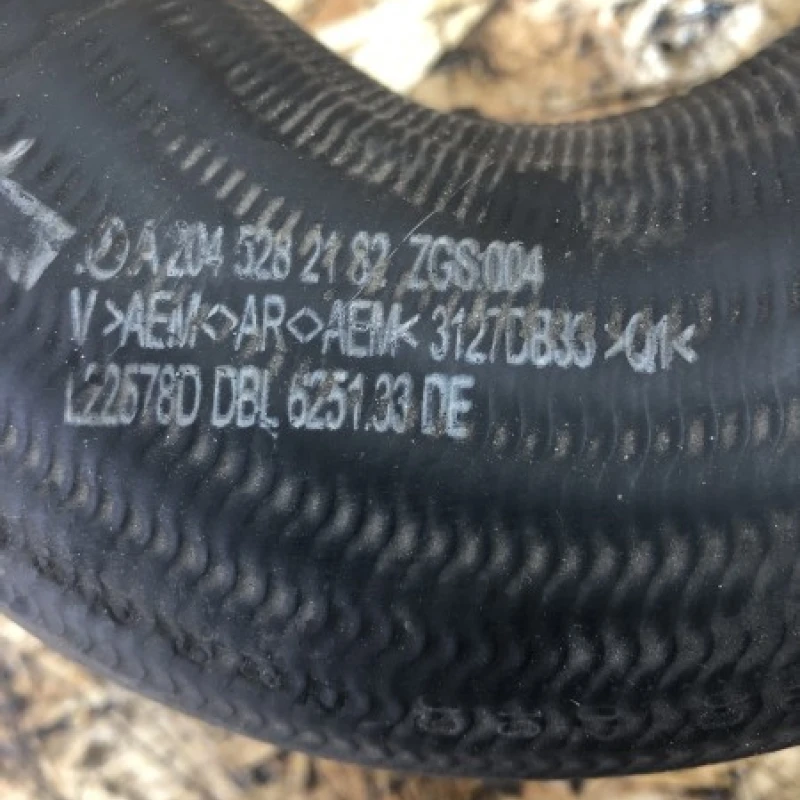 A 204 528 21 82 ZGS:004
V >AEM<>AR<>AEM< 3127DB33 >Q1<
L22578D DBL 6251.33 DE